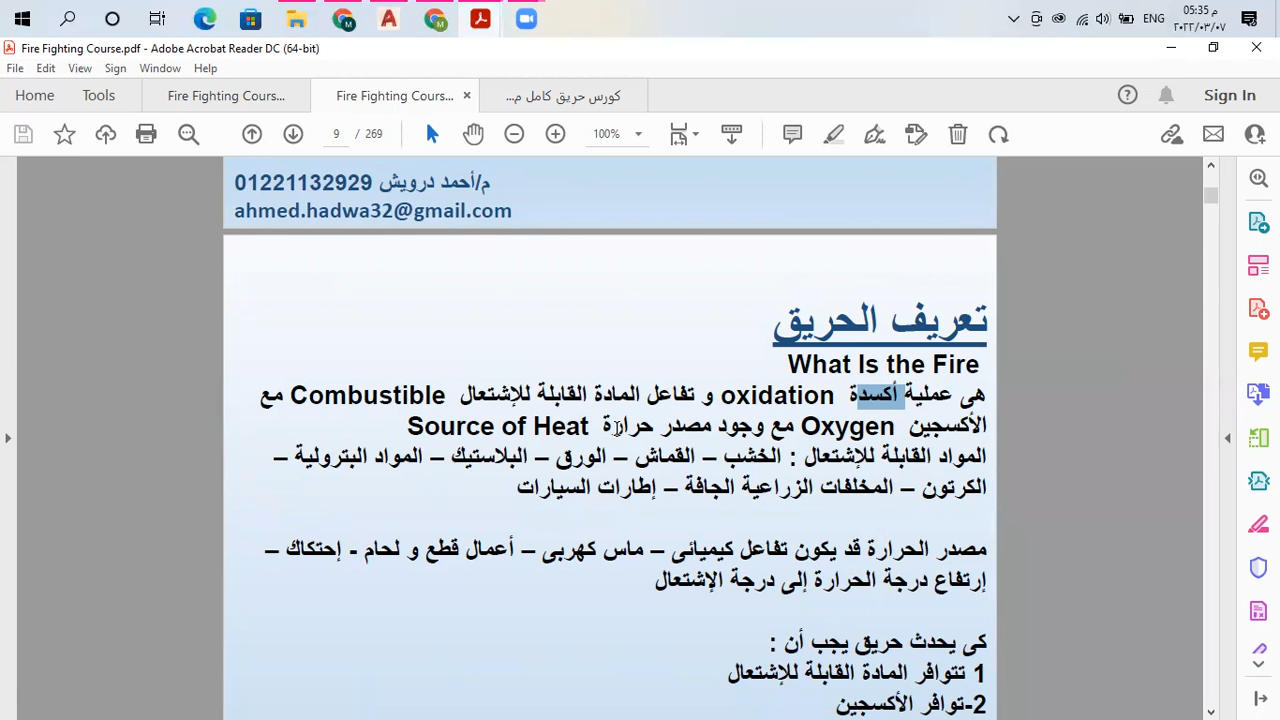 05:35 م
ENG
٢٠٢٢/٠٣/٠٧
Fire Fighting Course.pdf - Adobe Acrobat Reader DC (64-bit)
File Edit View Sign Window Help
Home Tools Fire Fighting Cours... Fire Fighting Cours... × كورس حريق كامل م... Sign In
9 / 269 100%
م/أحمد درويش 01221132929
ahmed.hadwa32@gmail.com
تعريف الحريق
What Is the Fire
هى عملية أكسدة oxidation و تفاعل المادة القابلة للإشتعال Combustible مع
الأكسجين Oxygen مع وجود مصدر حرارة Source of Heat
المواد القابلة للإشتعال : الخشب – القماش – الورق – البلاستيك – المواد البترولية –
الكرتون – المخلفات الزراعية الجافة – إطارات السيارات
مصدر الحرارة قد يكون تفاعل كيميائى – ماس كهربى – أعمال قطع و لحام - إحتكاك –
إرتفاع درجة الحرارة إلى درجة الإشتعال
كى يحدث حريق يجب أن :
1 تتوافر المادة القابلة للإشتعال
2-توافر الأكسجين